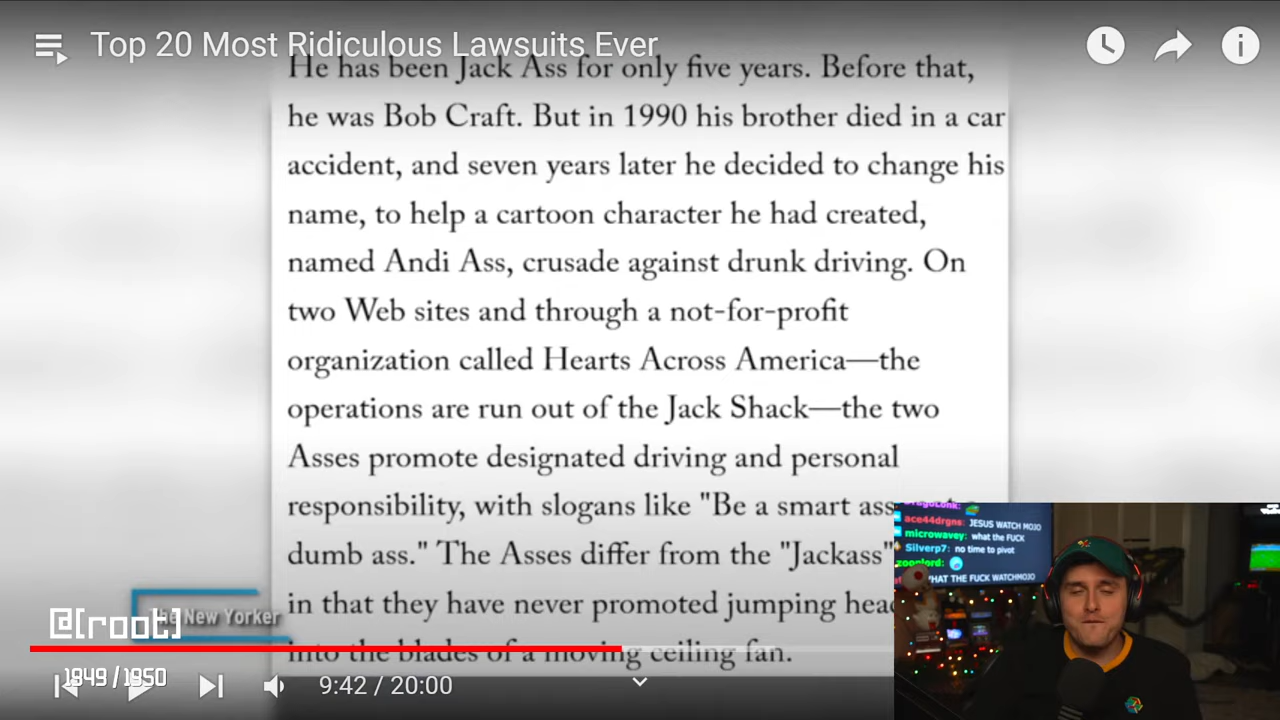 Top 20 Most Ridiculous Lawsuits Ever
He has been Jack Ass for only five years. Before that,
he was Bob Craft. But in 1990 his brother died in a car
accident, and seven years later he decided to change his
name, to help a cartoon character he had created,
named Andi Ass, crusade against drunk driving. On
two Web sites and through a not-for-profit
organization called Hearts Across America—the
operations are run out of the Jack Shack—the two
Asses promote designated driving and personal
responsibility, with slogans like "Be a smart ass
dumb ass." The Asses differ from the "Jackass"
in that they have never promoted jumping
into the blades of a moving ceiling fan.
The New Yorker
@[root]
1949 / 1950
9:42 / 20:00
ace44drgns: JESUS WATCH MOJO
microwavey: what the FUCK
Silverp7: no time to pivot
zoomlord:
WHAT THE FUCK WATCHMOJO